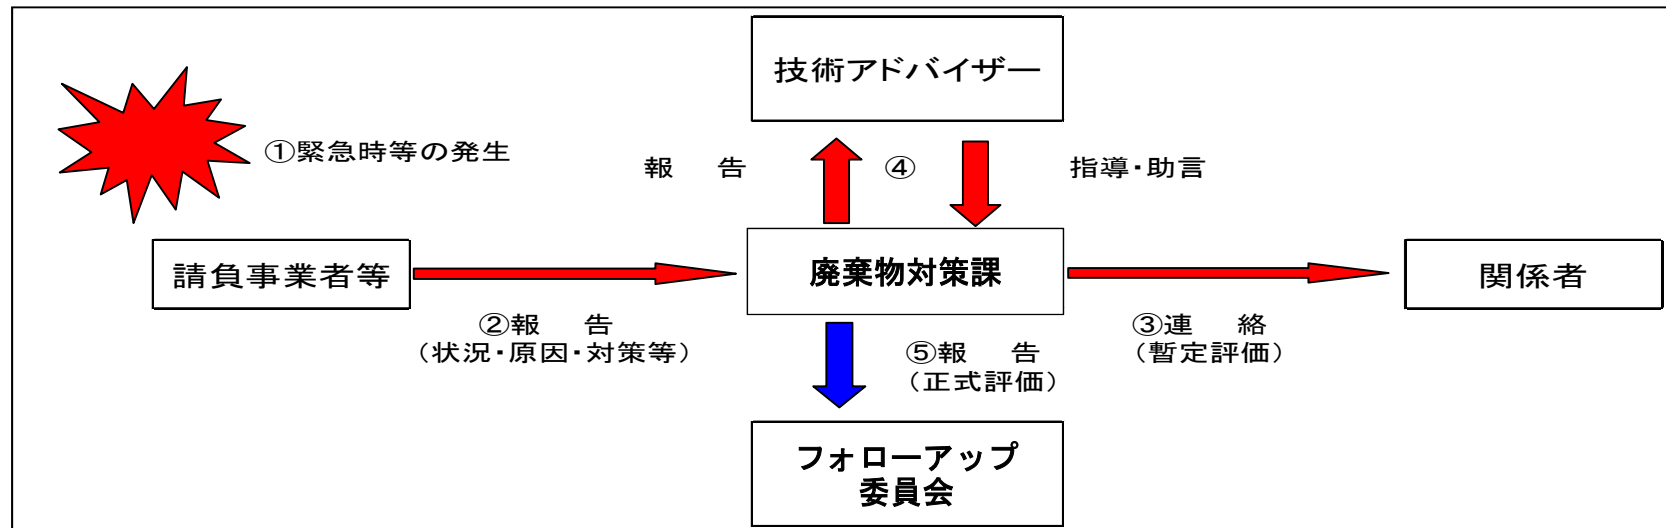 技術アドバイザー
①緊急時等の発生
報　告　④　指導・助言
請負事業者等
廃棄物対策課
関係者
②報　告
（状況・原因・対策等）
③連　絡
（暫定評価）
⑤報　告
（正式評価）
フォローアップ
委員会